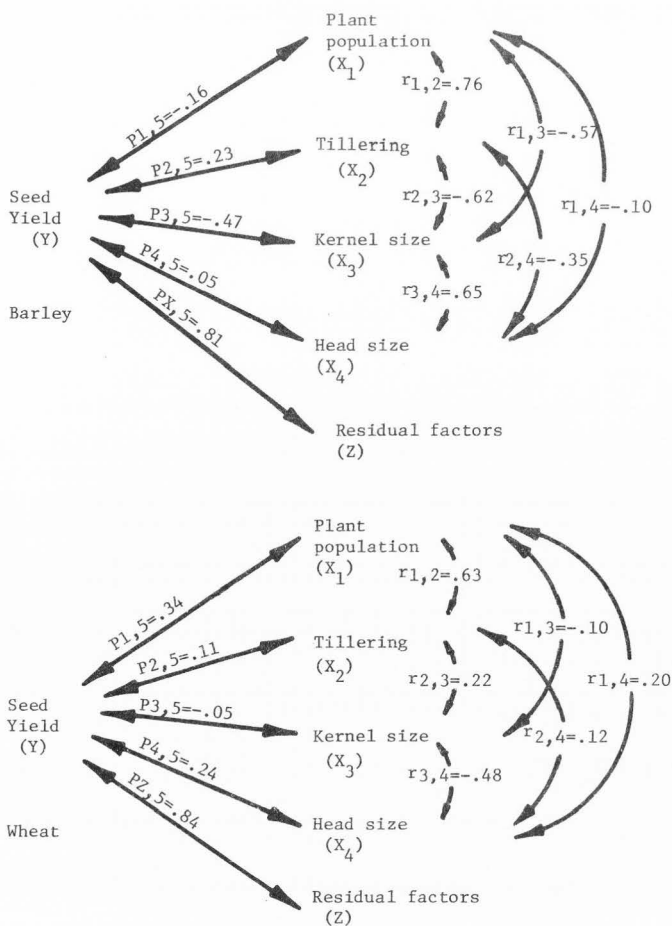 Plant
population
(X1)
r1,2=.76
P1,5=-.16
r1,3=-.57
Tillering
(X2)
P2,5=.23
Seed
Yield
(Y)
r2,3=-.62
r1,4=-.10
P3,5=-.47
Kernel size
(X3)
r2,4=-.35
P4,5=.05
r3,4=.65
Barley
PX,5=.81
Head size
(X4)
Residual factors
(Z)
Plant
population
(X1)
r1,2=.63
P1,5=.34
r1,3=-.10
Tillering
(X2)
P2,5=.11
r2,3=.22
r1,4=.20
Seed
Yield
(Y)
P3,5=-.05
Kernel size
(X3)
r2,4=.12
P4,5=.24
r3,4=-.48
PZ,5=.84
Wheat
Head size
(X4)
Residual factors
(Z)